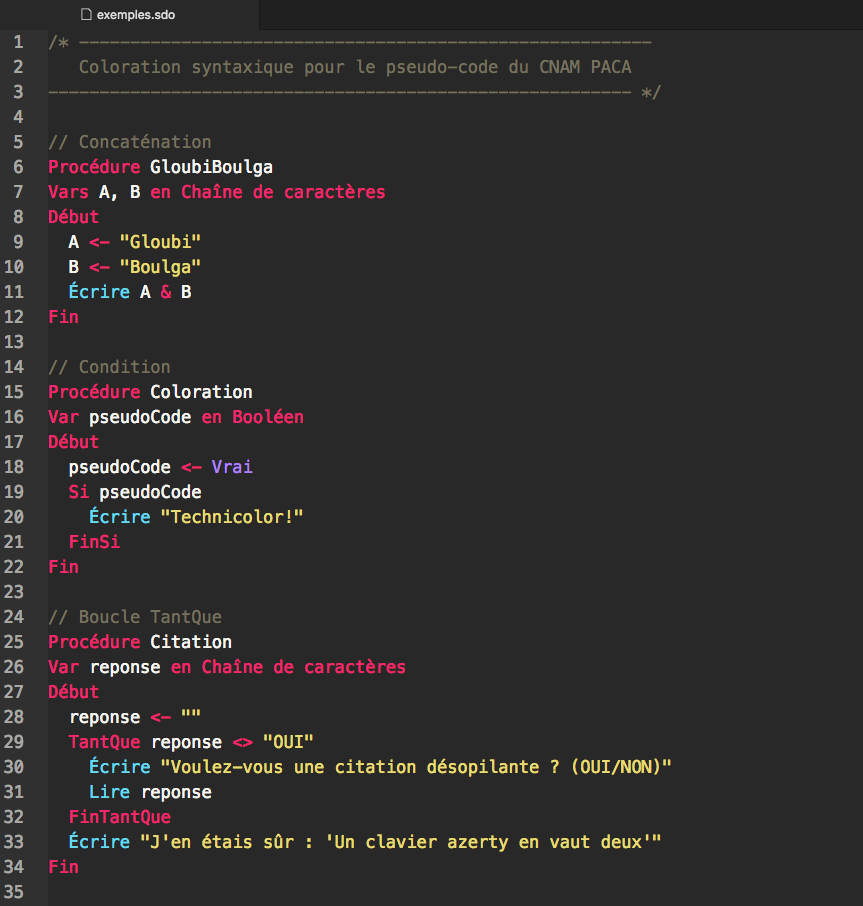 exemples.sdo
1 /* --------------------------------------------------------
2    Coloration syntaxique pour le pseudo-code du CNAM PACA
3 --------------------------------------------------------- */
4
5 // Concaténation
6 Procédure GloubiBoulga
7 Vars A, B en Chaîne de caractères
8 Début
9   A <- "Gloubi"
10   B <- "Boulga"
11   Écrire A & B
12 Fin
13
14 // Condition
15 Procédure Coloration
16 Var pseudoCode en Booléen
17 Début
18   pseudoCode <- Vrai
19   Si pseudoCode
20     Écrire "Technicolor!"
21   FinSi
22 Fin
23
24 // Boucle TantQue
25 Procédure Citation
26 Var reponse en Chaîne de caractères
27 Début
28   reponse <- ""
29   TantQue reponse <> "OUI"
30     Écrire "Voulez-vous une citation désopilante ? (OUI/NON)"
31     Lire reponse
32   FinTantQue
33   Écrire "J'en étais sûr : 'Un clavier azerty en vaut deux'"
34 Fin
35